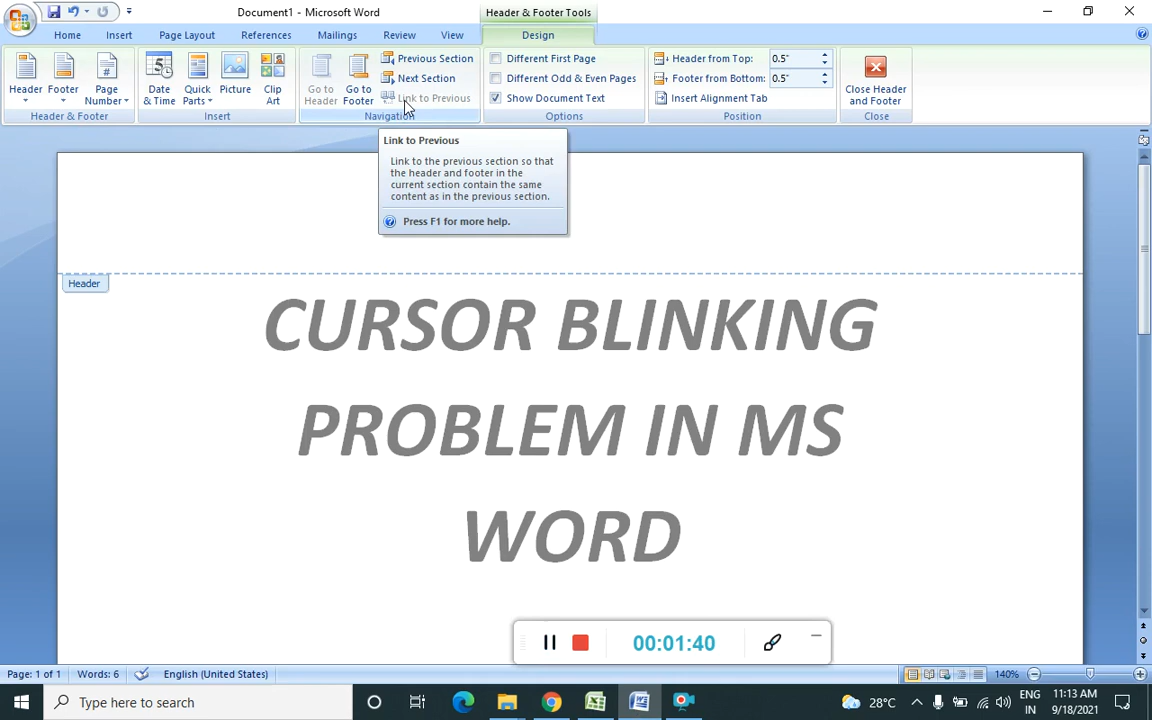 Document1 - Microsoft Word
Header & Footer Tools
Home Insert Page Layout References Mailings Review View Design
Header Footer Page Number
Date & Time Quick Parts Picture Clip Art
Go to Header Go to Footer
Previous Section
Next Section
Link to Previous
Different First Page
Different Odd & Even Pages
Show Document Text
Header from Top: 0.5"
Footer from Bottom: 0.5"
Insert Alignment Tab
Close Header and Footer
Header & Footer Insert Navigation Options Position Close
Link to Previous
Link to the previous section so that
the header and footer in the
current section contain the same
content as in the previous section.
Press F1 for more help.
Header
CURSOR BLINKING
PROBLEM IN MS
WORD
00:01:40
Page: 1 of 1 Words: 6 English (United States) 140%
Type here to search
28°C
ENG
IN
11:13 AM
9/18/2021